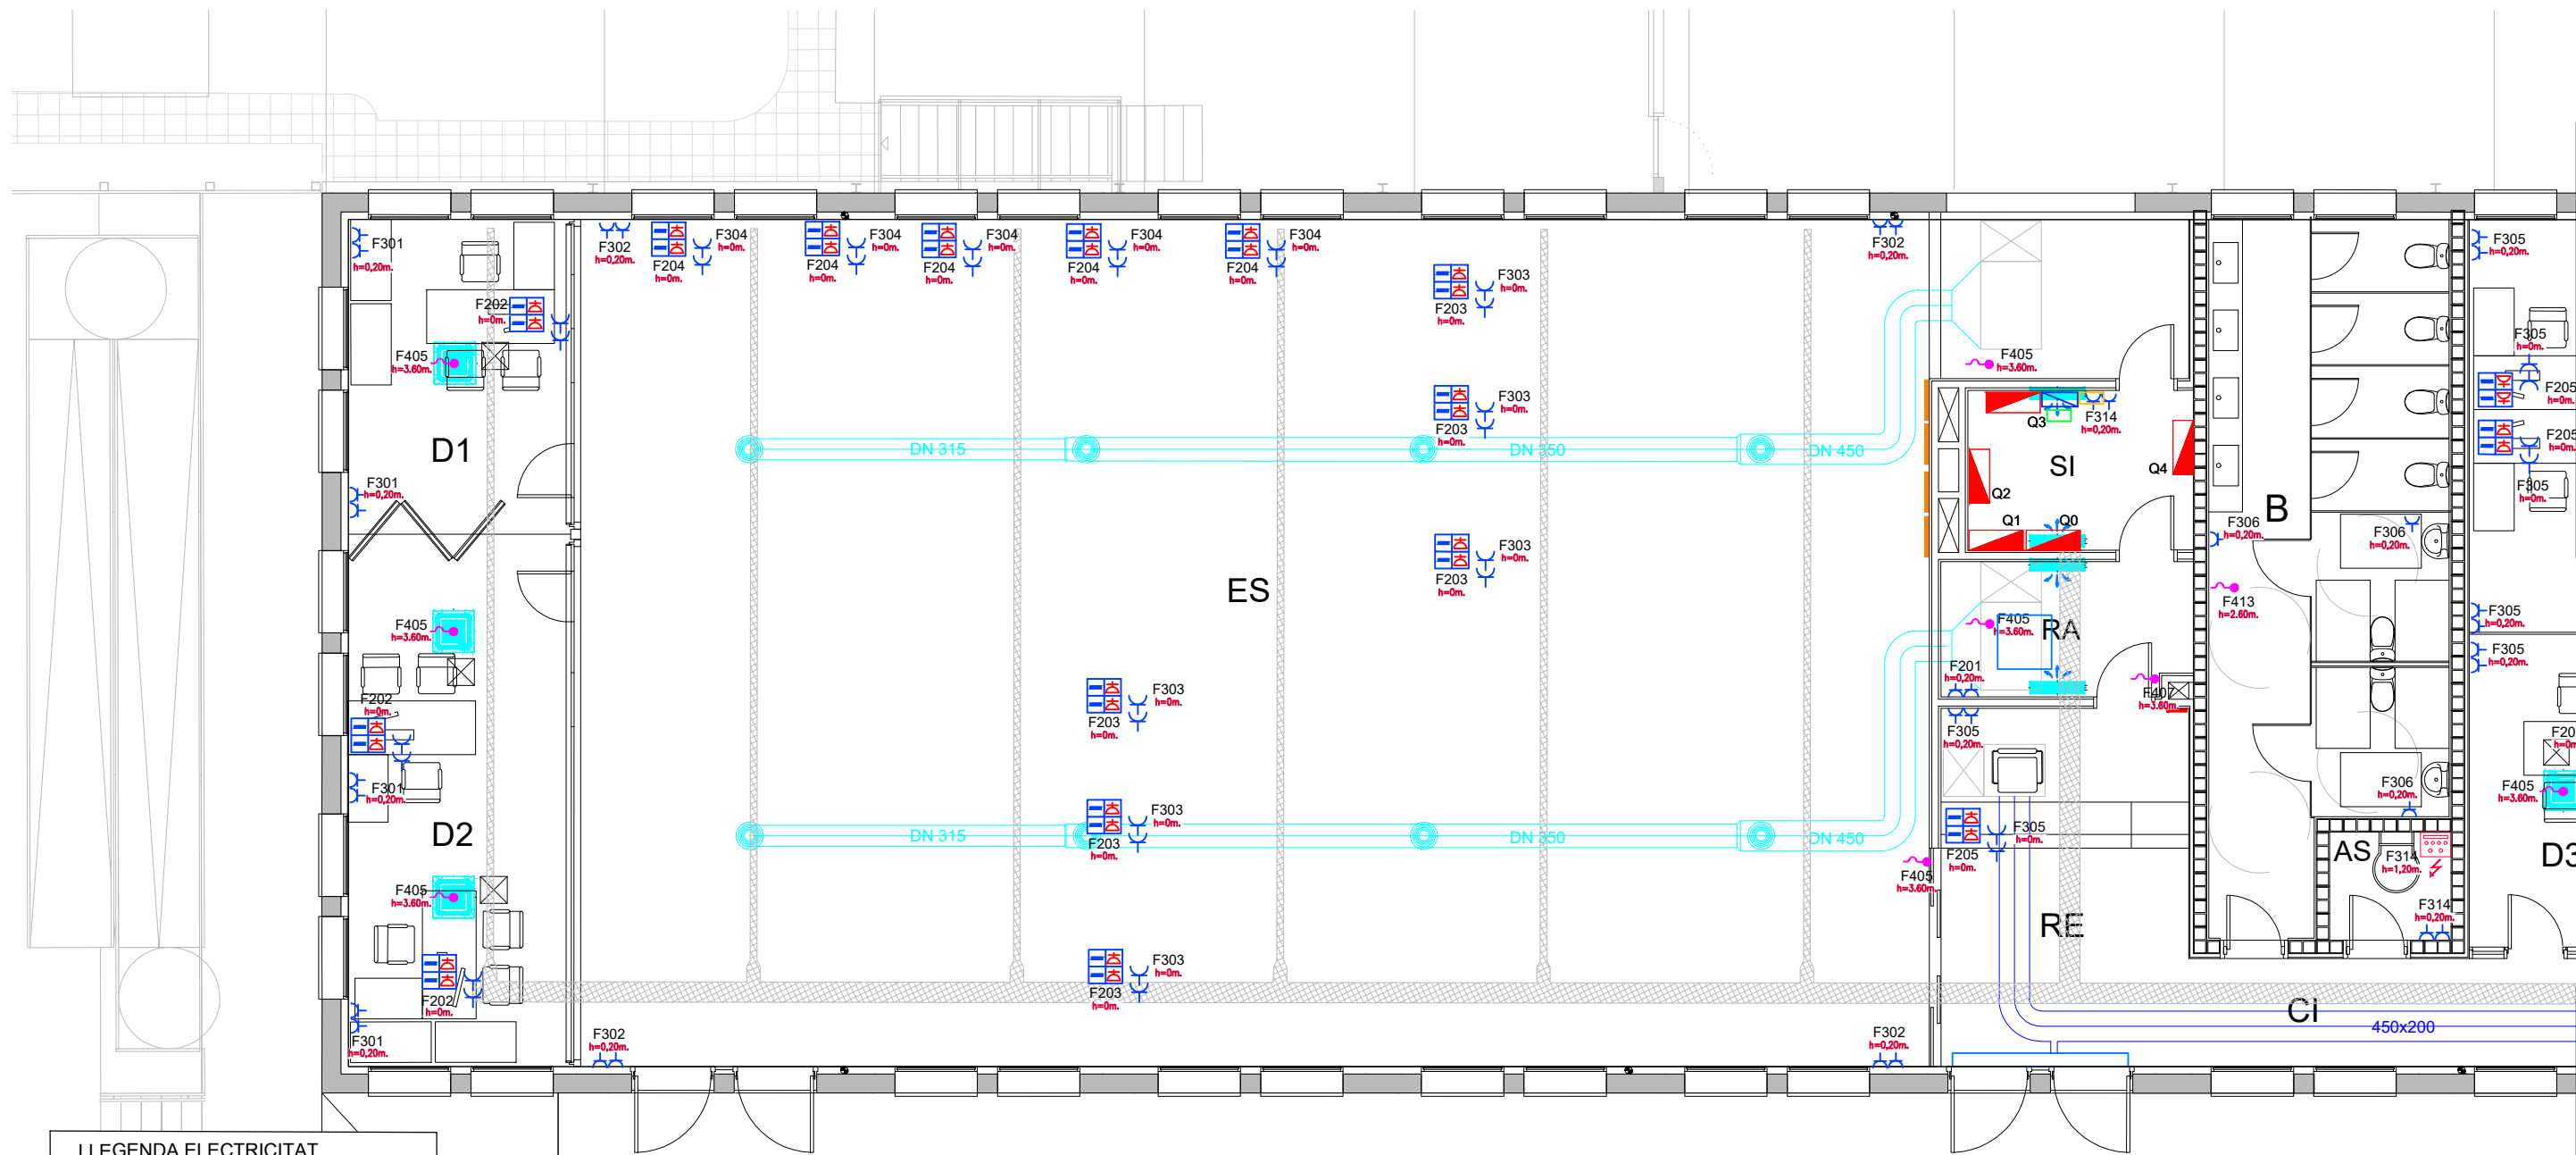 F301
h=0,20m.
F202
h=0m.
F405
h=3.60m.
D1
F301
h=0,20m.
F405
h=3.60m.
F202
h=0m.
F301
h=0,20m.
D2
F405
h=3.60m.
F202
h=0m.
F301
h=0,20m.
F302
h=0,20m.
F204
h=0m.
F304
h=0m.
F204
h=0m.
F304
h=0m.
F204
h=0m.
F304
h=0m.
F204
h=0m.
F304
h=0m.
F204
h=0m.
F304
h=0m.
F302
h=0,20m.
F303
h=0m.
F203
h=0m.
F303
h=0m.
F203
h=0m.
DN 315
DN 350
DN 450
F303
h=0m.
F203
h=0m.
ES
F303
h=0m.
F203
h=0m.
F303
h=0m.
F203
h=0m.
DN 315
DN 350
DN 450
F303
h=0m.
F203
h=0m.
F302
h=0,20m.
F302
h=0,20m.
F405
h=3.60m.
Q3
F314
h=0,20m.
SI
Q4
Q2
Q1
Q0
F405
h=3.60m.
RA
F201
h=0,20m.
F407
h=3.60m.
F305
h=0,20m.
F305
h=0m.
F205
h=0m.
F405
h=3.60m.
RE
CI
450x200
B
F306
h=0,20m.
F306
h=0,20m.
F413
h=2.60m.
F306
h=0,20m.
AS
F314
h=1,20m.
F314
h=0,20m.
F305
h=0,20m.
F305
h=0m.
F205
h=0m.
F205
h=0m.
F305
h=0m.
F305
h=0,20m.
F305
h=0,20m.
F20
h=0m
F405
h=3.60m.
D3
LLEGENDA ELECTRICITAT